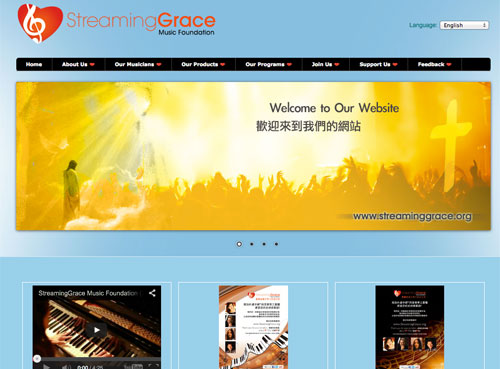 StreamingGrace
Music Foundation
Language: English
Home About Us Our Musicians Our Products Our Programs Join Us Support Us Feedback
Welcome to Our Website
歡迎來到我們的網站
www.streaminggrace.org
StreamingGrace Music Foundation
0:00 / 4:25
StreamingGrace
StreamingGrace